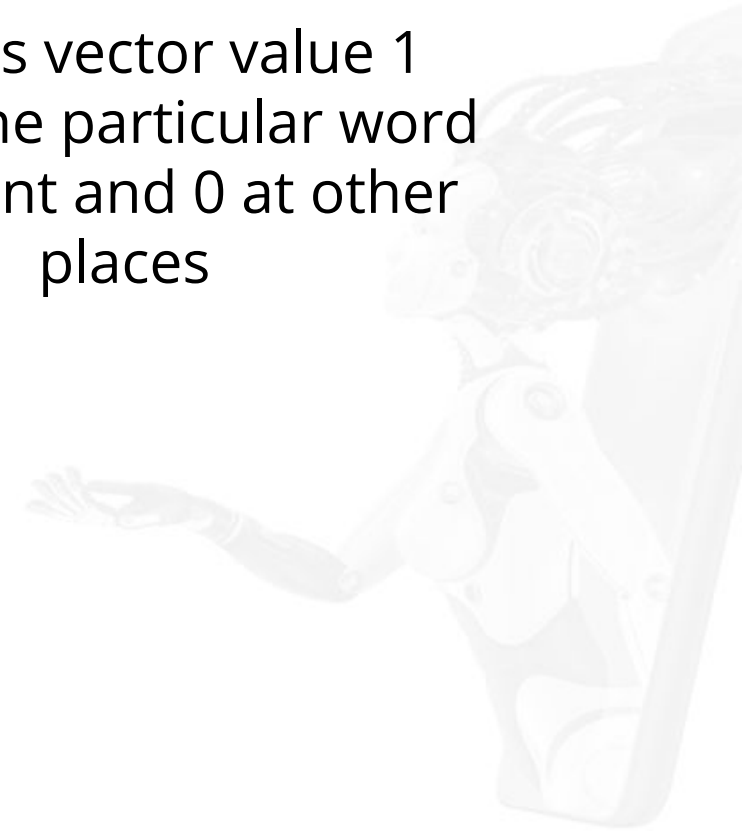 s vector value 1
he particular word
nt and 0 at other
places